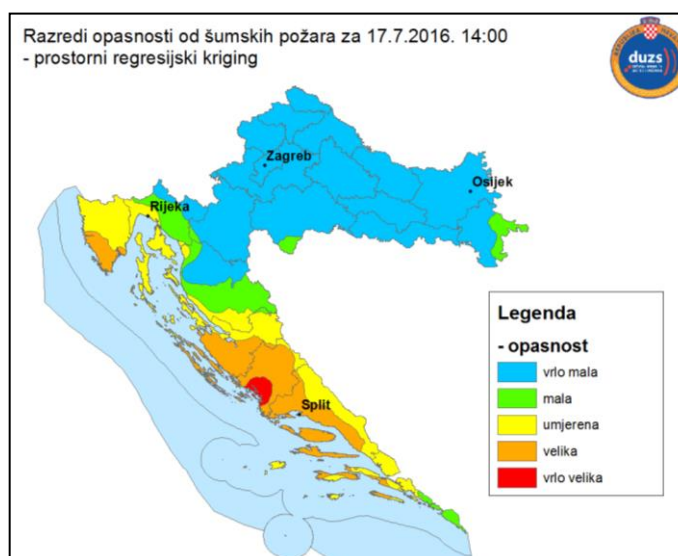 Razredi opasnosti od šumskih požara za 17.7.2016. 14:00
- prostorni regresijski kriging
duzs
Zagreb
Osijek
Rijeka
Split
Legenda
- opasnost
vrlo mala
mala
umjerena
velika
vrlo velika